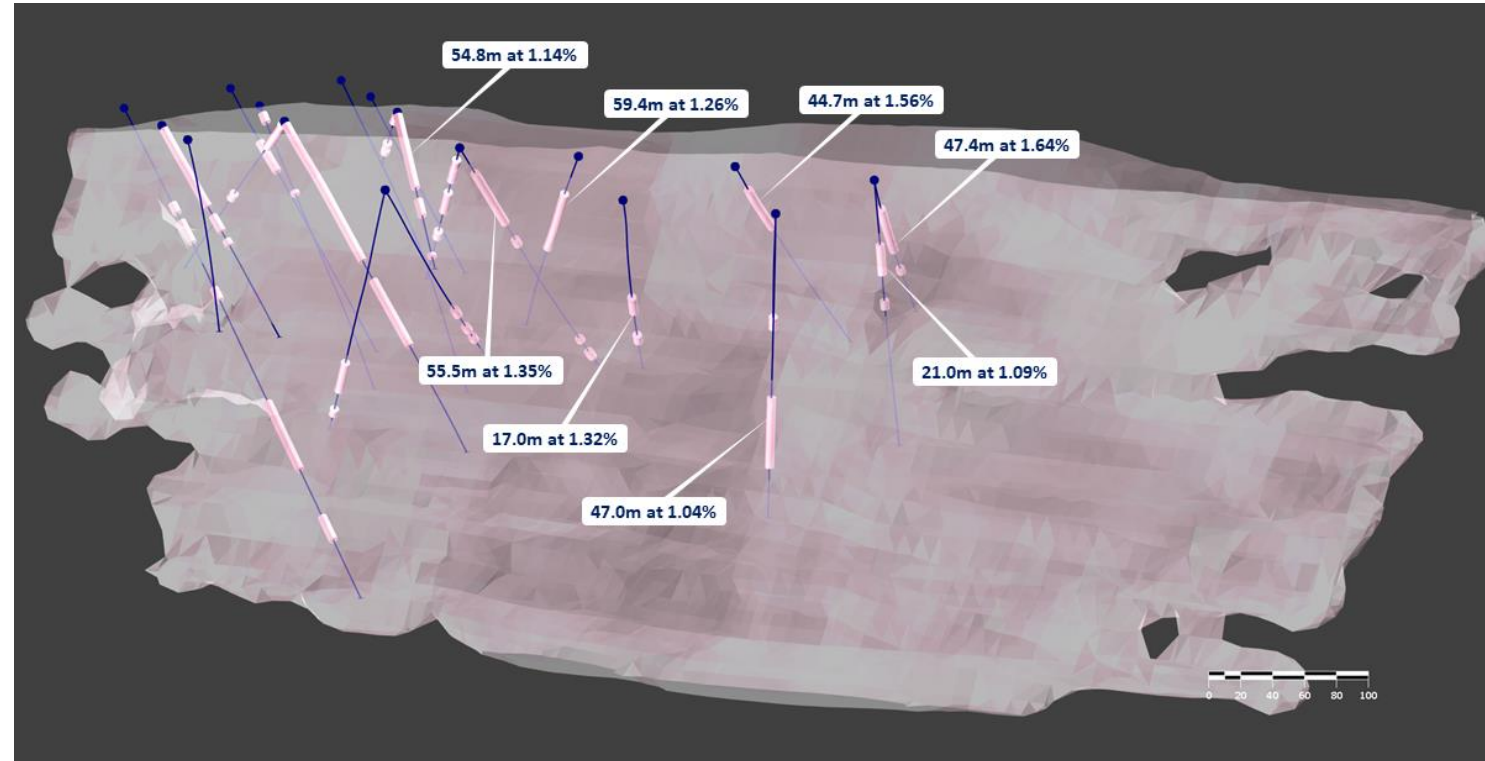 54.8m at 1.14%
59.4m at 1.26%
44.7m at 1.56%
47.4m at 1.64%
55.5m at 1.35%
21.0m at 1.09%
17.0m at 1.32%
47.0m at 1.04%
0 20 40 60 80 100